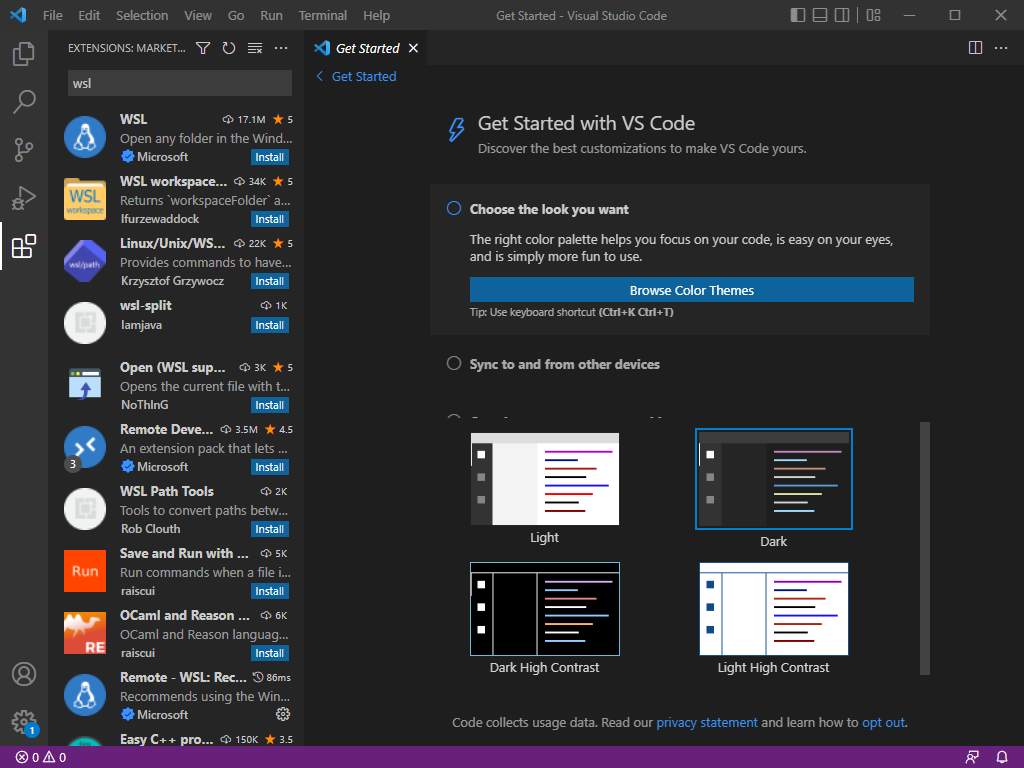 File Edit Selection View Go Run Terminal Help
Get Started - Visual Studio Code
EXTENSIONS: MARKET...
wsl
WSL 17.1M 5
Open any folder in the Wind...
Microsoft Install
WSL workspace... 34K 5
Returns `workspaceFolder` a...
lfurzewaddock Install
WSL
workspace
Linux/Unix/WS... 22K 5
Provides commands to have...
Krzysztof Grzywocz Install
wsl/path
wsl-split 1K
Iamjava Install
Open (WSL sup... 3K 5
Opens the current file with t...
NoThInG Install
Remote Deve... 3.5M 4.5
An extension pack that lets ...
Microsoft Install
3
WSL Path Tools 2K
Tools to convert paths betw...
Rob Clouth Install
Save and Run with ... 5K
Run commands when a file i...
raiscui Install
Run
OCaml and Reason ... 6K
OCaml and Reason languag...
raiscui Install
RE
Remote - WSL: Rec... 86ms
Recommends using the Win...
Microsoft
Easy C++ pro... 150K 3.5
1
Get Started
Get Started
Get Started with VS Code
Discover the best customizations to make VS Code yours.
Choose the look you want
The right color palette helps you focus on your code, is easy on your eyes,
and is simply more fun to use.
Browse Color Themes
Tip: Use keyboard shortcut (Ctrl+K Ctrl+T)
Sync to and from other devices
Light
Dark
Dark High Contrast
Light High Contrast
Code collects usage data. Read our privacy statement and learn how to opt out.
0 0